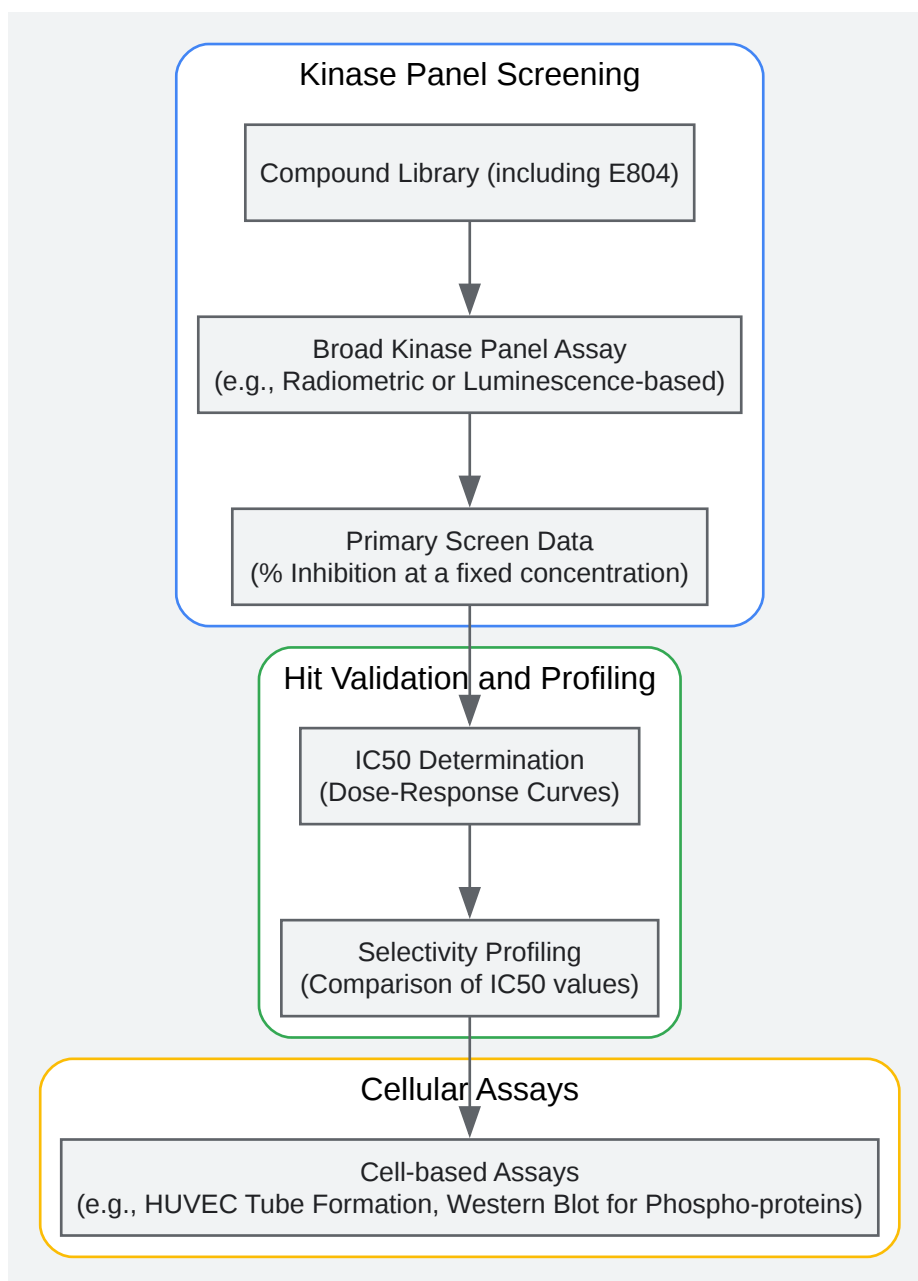 Kinase Panel Screening
Compound Library (including E804)
Broad Kinase Panel Assay
(e.g., Radiometric or Luminescence-based)
Primary Screen Data
(% Inhibition at a fixed concentration)
Hit Validation and Profiling
IC50 Determination
(Dose-Response Curves)
Selectivity Profiling
(Comparison of IC50 values)
Cellular Assays
Cell-based Assays
(e.g., HUVEC Tube Formation, Western Blot for Phospho-proteins)